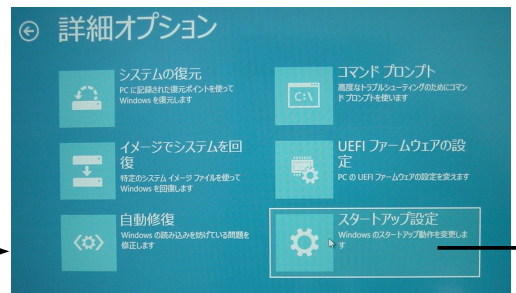 詳細オプション
システムの復元
PC に記録された復元ポイントを使って
Windows を復元します
イメージでシステムを回
復
特定のシステム イメージ ファイルを使って
Windows を回復します
自動修復
Windows の読み込みを妨げている問題を
修正します
コマンド プロンプト
高度なトラブルシューティングのためにコマン
ド プロンプトを使います
C:\
UEFI ファームウェアの設
定
PC の UEFI ファームウェアの設定を変えます
スタートアップ設定
Windows のスタートアップ動作を変更しま
す